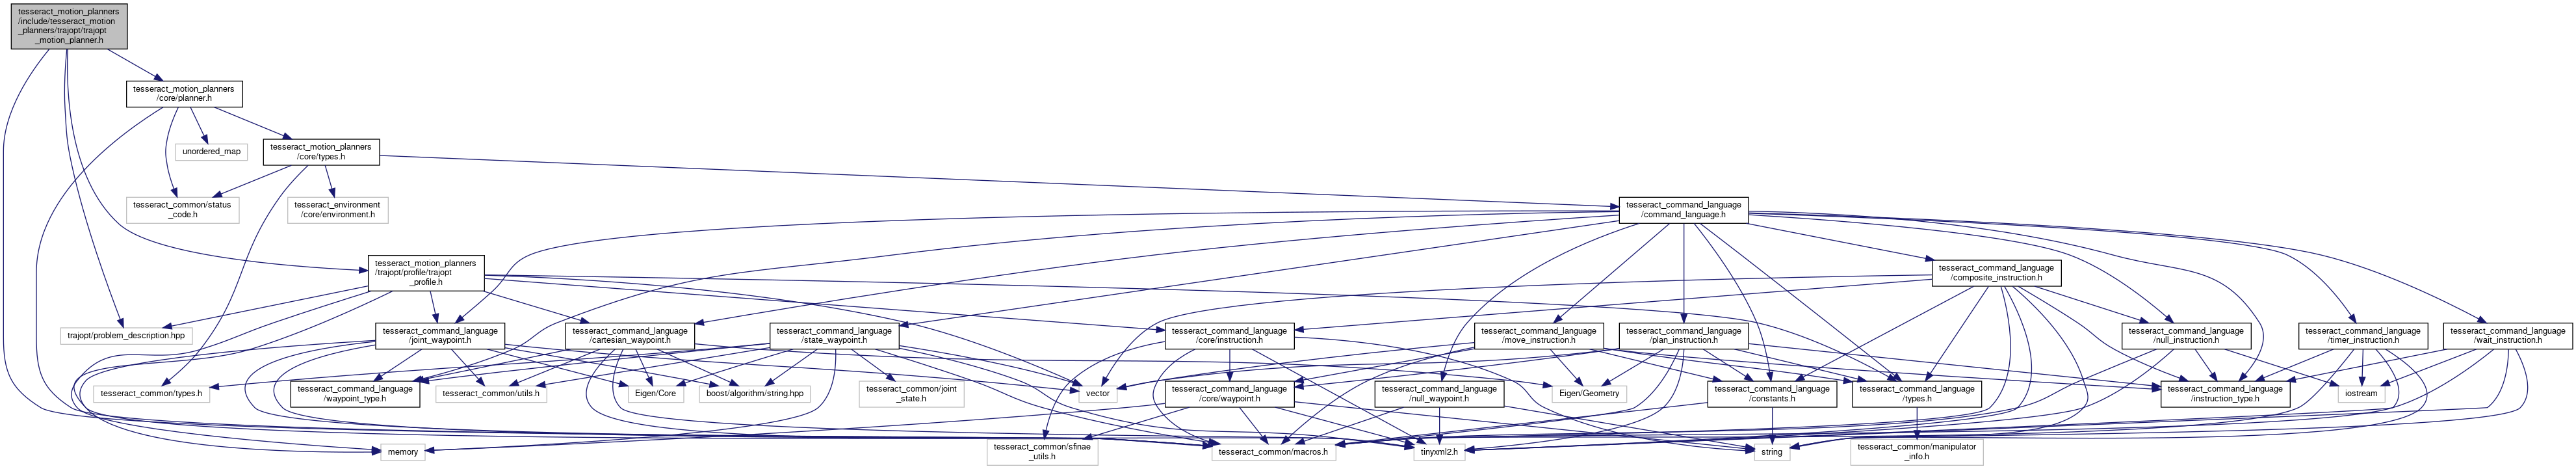 tesseract_motion_planners
/include/tesseract_motion
_planners/trajopt/trajopt
_motion_planner.h
tesseract_motion_planners
/core/planner.h
unordered_map
tesseract_motion_planners
/core/types.h
tesseract_common/status
_code.h
tesseract_environment
/core/environment.h
tesseract_command_language
/command_language.h
tesseract_motion_planners
/trajopt/profile/trajopt
_profile.h
tesseract_command_language
/composite_instruction.h
trajopt/problem_description.hpp
tesseract_command_language
/joint_waypoint.h
tesseract_command_language
/cartesian_waypoint.h
tesseract_command_language
/state_waypoint.h
tesseract_command_language
/core/instruction.h
tesseract_command_language
/move_instruction.h
tesseract_command_language
/plan_instruction.h
tesseract_command_language
/null_instruction.h
tesseract_command_language
/timer_instruction.h
tesseract_command_language
/wait_instruction.h
tesseract_common/types.h
tesseract_command_language
/waypoint_type.h
tesseract_common/utils.h
Eigen/Core
boost/algorithm/string.hpp
tesseract_common/joint
_state.h
vector
tesseract_command_language
/core/waypoint.h
tesseract_command_language
/null_waypoint.h
Eigen/Geometry
tesseract_command_language
/constants.h
tesseract_command_language
/types.h
tesseract_command_language
/instruction_type.h
iostream
memory
tesseract_common/sfinae
_utils.h
tesseract_common/macros.h
tinyxml2.h
string
tesseract_common/manipulator
_info.h